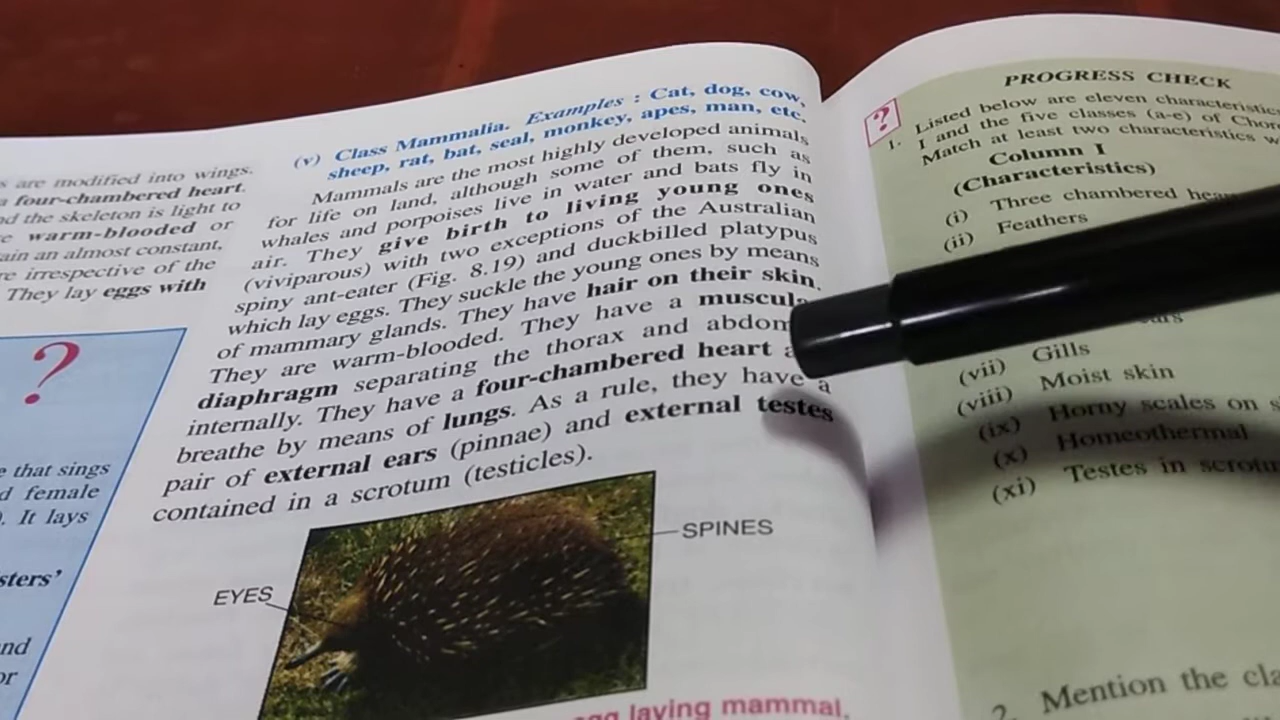 s are modified into wings.
a four-chambered heart.
nd the skeleton is light to
warm-blooded or
ain an almost constant,
re irrespective of the
They lay eggs with
?
e that sings
d female
). It lays
sters'
nd
or
(v) Class Mammalia. Examples : Cat, dog, cow,
sheep, rat, bat, seal, monkey, apes, man, etc.
Mammals are the most highly developed animals
for life on land, although some of them, such as
whales and porpoises live in water and bats fly in
air. They give birth to living young ones
(viviparous) with two exceptions of the Australian
spiny ant-eater (Fig. 8.19) and duckbilled platypus
which lay eggs. They suckle the young ones by means
of mammary glands. They have hair on their skin.
They are warm-blooded. They have a muscula
diaphragm separating the thorax and abdom
internally. They have a four-chambered heart a
breathe by means of lungs. As a rule, they have a
pair of external ears (pinnae) and external testes
contained in a scrotum (testicles).
SPINES
EYES
egg laying mammal.
PROGRESS CHECK
?
1. Listed below are eleven characteristic
I and the five classes (a-e) of Chor
Match at least two characteristics w
Column I
(Characteristics)
(i) Three chambered hear
(ii) Feathers
ears
(vii) Gills
(viii) Moist skin
(ix) Horny scales on s
(x) Homeothermal
(xi) Testes in scrotu
2. Mention the cla